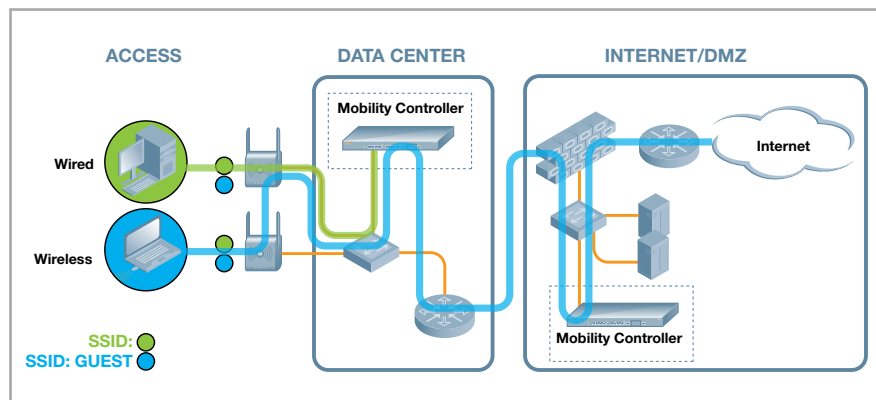 ACCESS
DATA CENTER
INTERNET/DMZ
Mobility Controller
Wired
Internet
Wireless
Mobility Controller
SSID:
SSID: GUEST